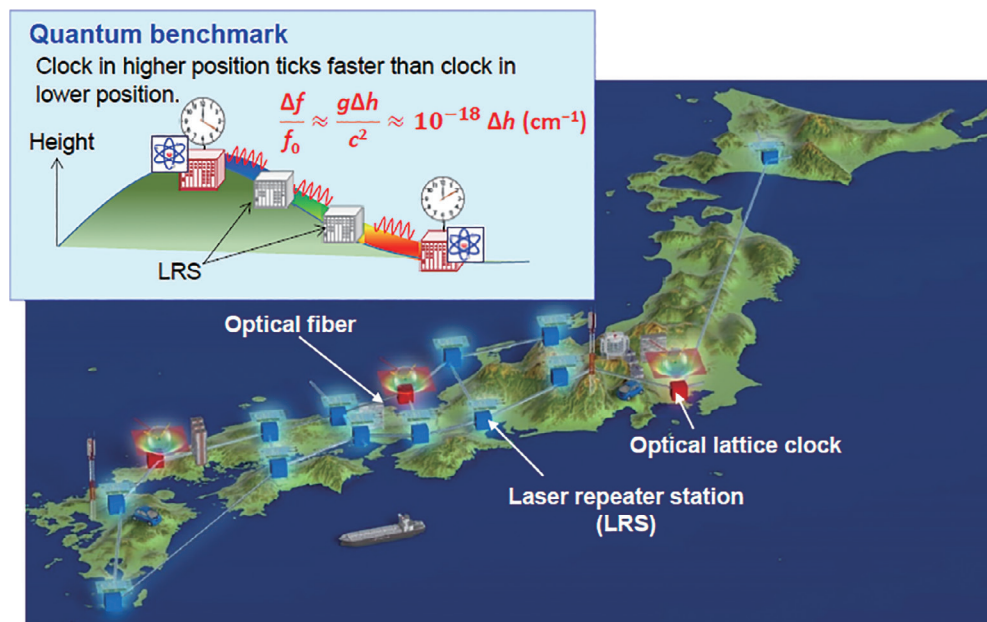 Quantum benchmark
Clock in higher position ticks faster than clock in
lower position.
Δf/f₀ ≈ gΔh/c² ≈ 10⁻¹⁸ Δh (cm⁻¹)
Height
LRS
Optical fiber
Optical lattice clock
Laser repeater station
(LRS)